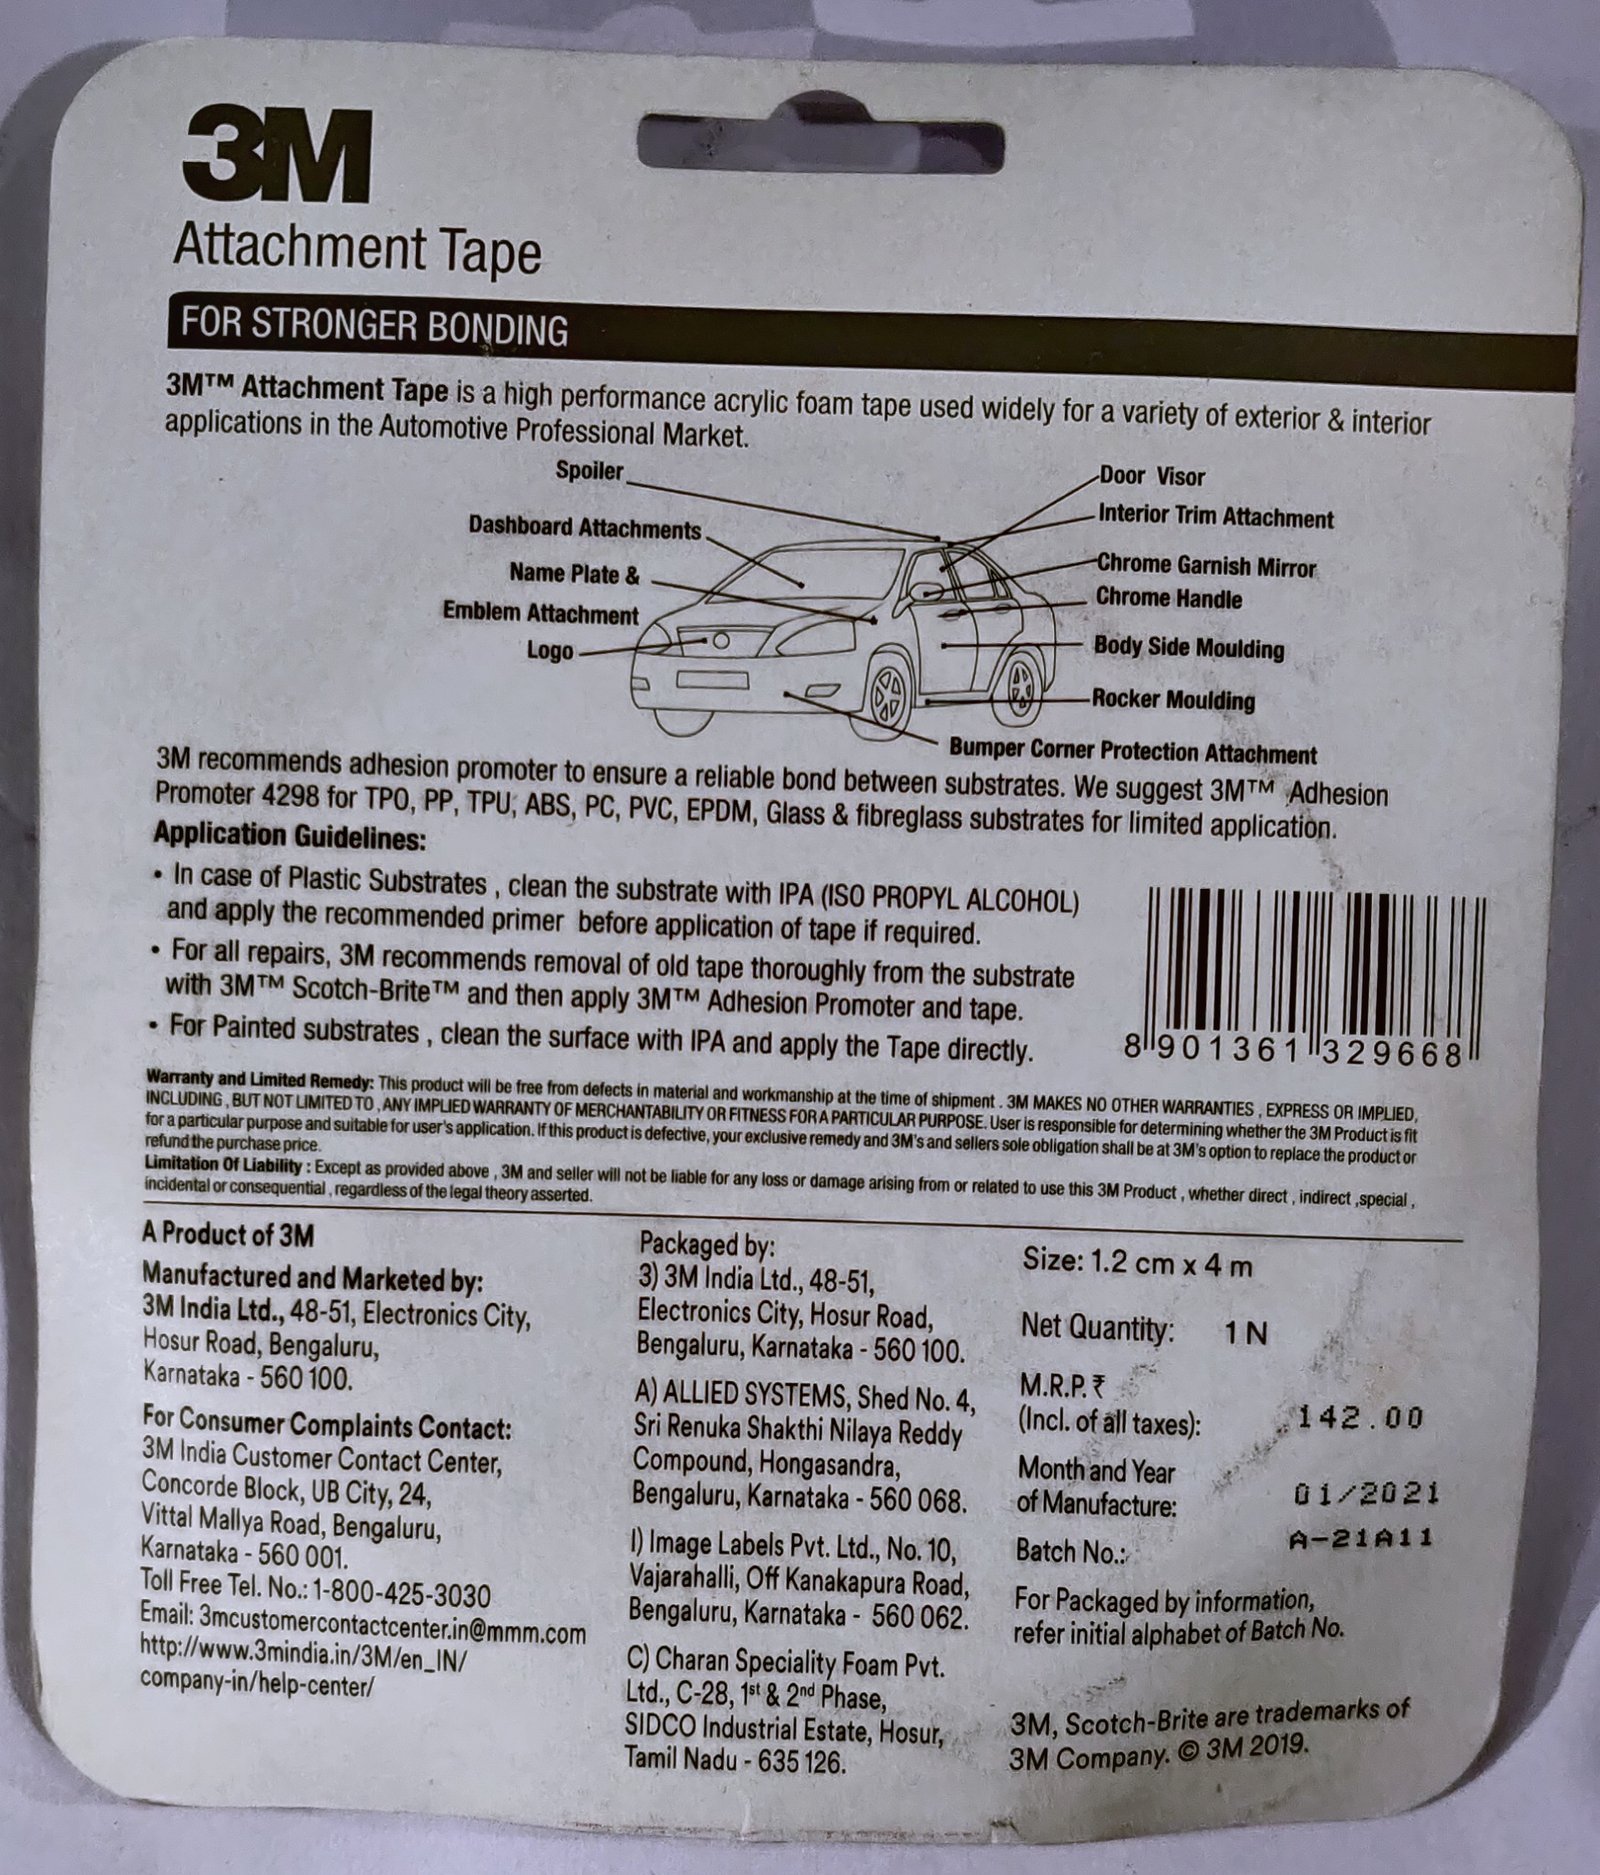 3M
Attachment Tape
FOR STRONGER BONDING
3M™ Attachment Tape is a high performance acrylic foam tape used widely for a variety of exterior & interior
applications in the Automotive Professional Market.
Spoiler
Dashboard Attachments
Name Plate &
Emblem Attachment
Logo
Door Visor
Interior Trim Attachment
Chrome Garnish Mirror
Chrome Handle
Body Side Moulding
Rocker Moulding
Bumper Corner Protection Attachment
3M recommends adhesion promoter to ensure a reliable bond between substrates. We suggest 3M™ Adhesion
Promoter 4298 for TPO, PP, TPU, ABS, PC, PVC, EPDM, Glass & fibreglass substrates for limited application.
Application Guidelines:
• In case of Plastic Substrates , clean the substrate with IPA (ISO PROPYL ALCOHOL)
and apply the recommended primer before application of tape if required.
• For all repairs, 3M recommends removal of old tape thoroughly from the substrate
with 3M™ Scotch-Brite™ and then apply 3M™ Adhesion Promoter and tape.
• For Painted substrates , clean the surface with IPA and apply the Tape directly.
8 901361 329668
Warranty and Limited Remedy: This product will be free from defects in material and workmanship at the time of shipment . 3M MAKES NO OTHER WARRANTIES , EXPRESS OR IMPLIED,
INCLUDING , BUT NOT LIMITED TO , ANY IMPLIED WARRANTY OF MERCHANTABILITY OR FITNESS FOR A PARTICULAR PURPOSE. User is responsible for determining whether the 3M Product is fit
for a particular purpose and suitable for user's application. If this product is defective, your exclusive remedy and 3M's and sellers sole obligation shall be at 3M's option to replace the product or
refund the purchase price.
Limitation Of Liability : Except as provided above , 3M and seller will not be liable for any loss or damage arising from or related to use this 3M Product , whether direct , indirect ,special ,
incidental or consequential , regardless of the legal theory asserted.
A Product of 3M
Manufactured and Marketed by:
3M India Ltd., 48-51, Electronics City,
Hosur Road, Bengaluru,
Karnataka - 560 100.
For Consumer Complaints Contact:
3M India Customer Contact Center,
Concorde Block, UB City, 24,
Vittal Mallya Road, Bengaluru,
Karnataka - 560 001.
Toll Free Tel. No.: 1-800-425-3030
Email: 3mcustomercontactcenter.in@mmm.com
http://www.3mindia.in/3M/en_IN/
company-in/help-center/
Packaged by:
3) 3M India Ltd., 48-51,
Electronics City, Hosur Road,
Bengaluru, Karnataka - 560 100.
A) ALLIED SYSTEMS, Shed No. 4,
Sri Renuka Shakthi Nilaya Reddy
Compound, Hongasandra,
Bengaluru, Karnataka - 560 068.
I) Image Labels Pvt. Ltd., No. 10,
Vajarahalli, Off Kanakapura Road,
Bengaluru, Karnataka - 560 062.
C) Charan Speciality Foam Pvt.
Ltd., C-28, 1st & 2nd Phase,
SIDCO Industrial Estate, Hosur,
Tamil Nadu - 635 126.
Size: 1.2 cm x 4 m
Net Quantity: 1 N
M.R.P. ₹
(Incl. of all taxes): 142.00
Month and Year
of Manufacture: 01/2021
Batch No.: A-21A11
For Packaged by information,
refer initial alphabet of Batch No.
3M, Scotch-Brite are trademarks of
3M Company. © 3M 2019.